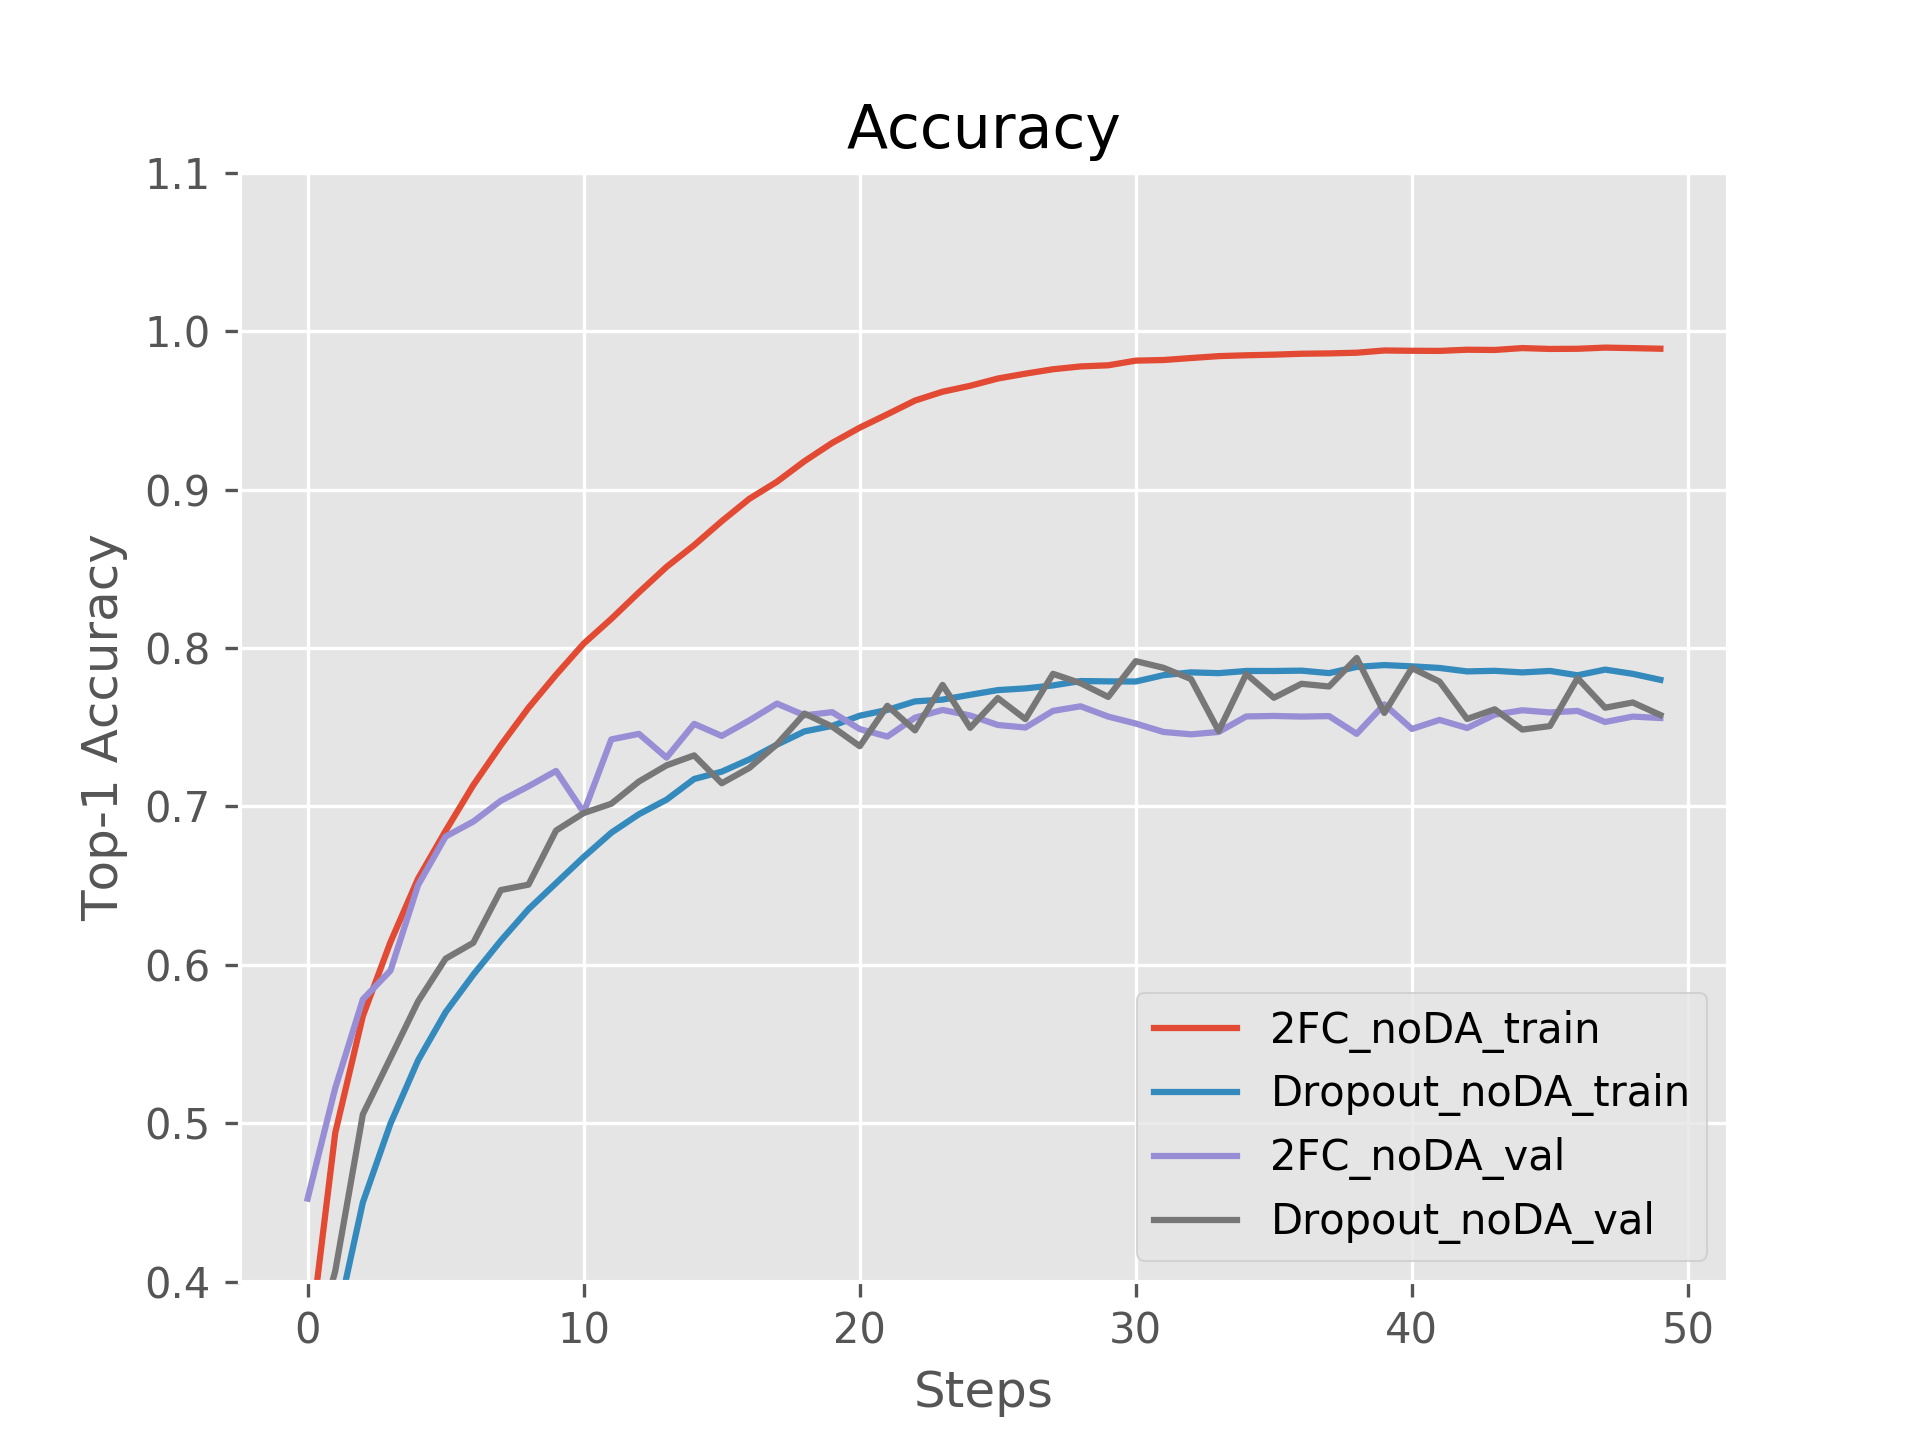 Accuracy
1.1
1.0
0.9
0.8
0.7
0.6
0.5
0.4
Top-1 Accuracy
0 10 20 30 40 50
Steps
2FC_noDA_train
Dropout_noDA_train
2FC_noDA_val
Dropout_noDA_val